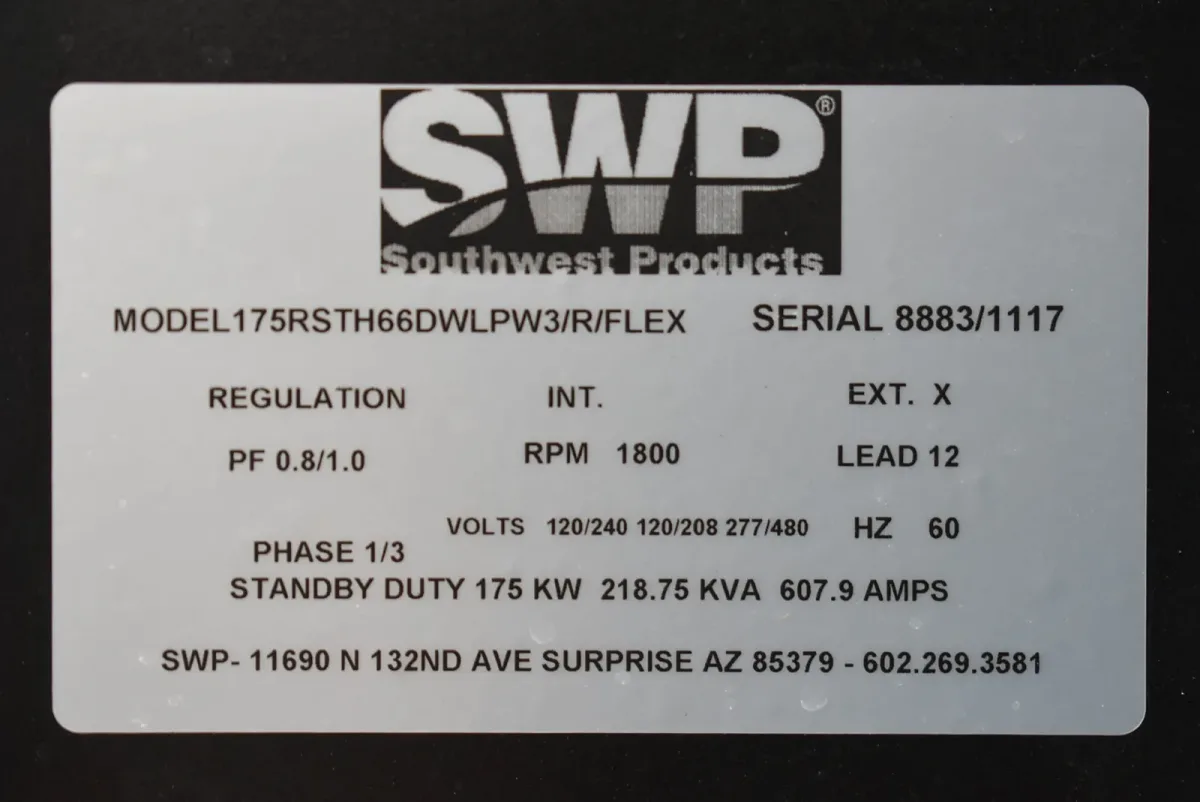 SWP®
Southwest Products
MODEL175RSTH66DWLPW3/R/FLEX SERIAL 8883/1117
REGULATION INT. EXT. X
PF 0.8/1.0 RPM 1800 LEAD 12
VOLTS 120/240 120/208 277/480 HZ 60
PHASE 1/3
STANDBY DUTY 175 KW 218.75 KVA 607.9 AMPS
SWP- 11690 N 132ND AVE SURPRISE AZ 85379 - 602.269.3581